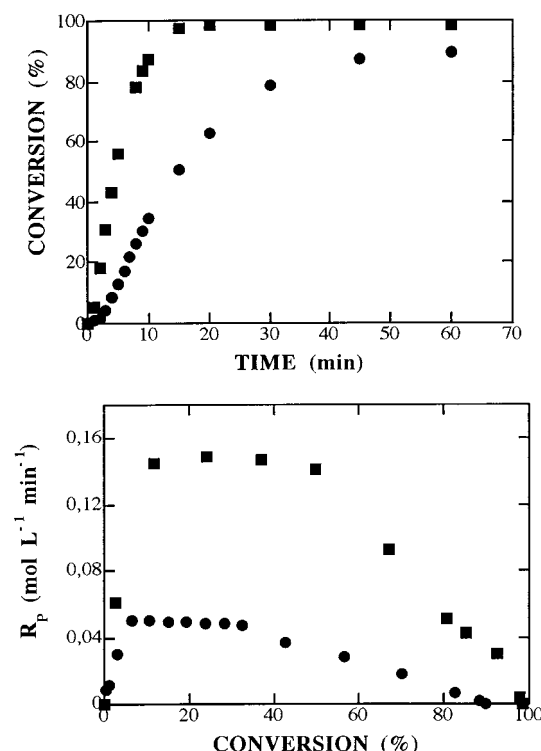 100
80
60
40
20
0
CONVERSION (%)
0 10 20 30 40 50 60 70
TIME (min)
0,16
0,12
0,08
0,04
0
R_P (mol L⁻¹ min⁻¹)
0 20 40 60 80 100
CONVERSION (%)